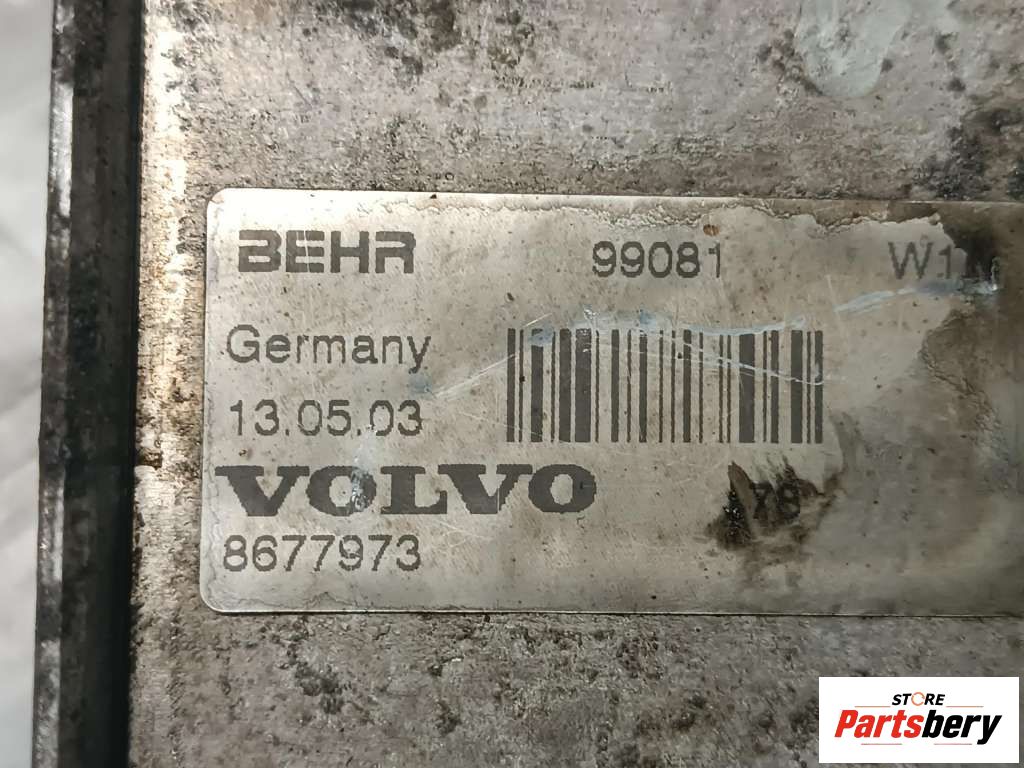 BEHR 99081
Germany
13.05.03
VOLVO
8677973
STORE
Partsbery